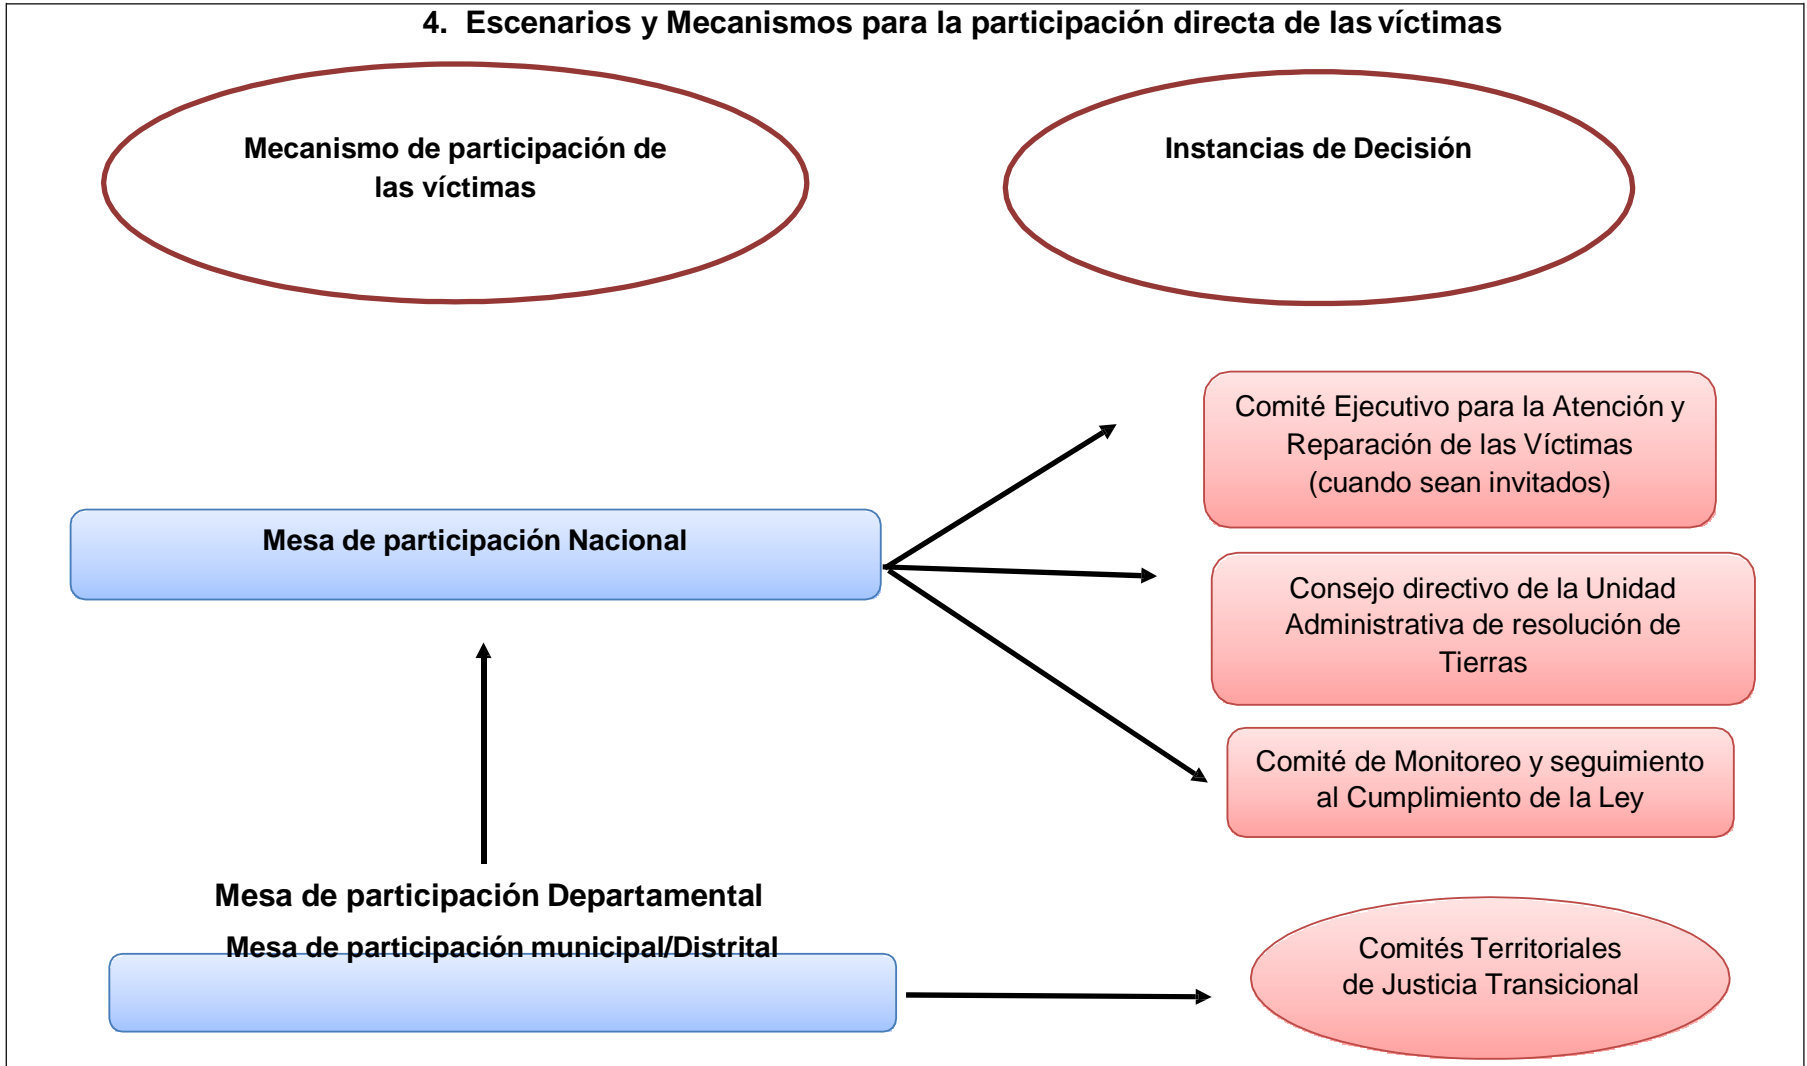 4. Escenarios y Mecanismos para la participación directa de las víctimas
Mecanismo de participación de
las víctimas
Instancias de Decisión
Comité Ejecutivo para la Atención y
Reparación de las Víctimas
(cuando sean invitados)
Mesa de participación Nacional
Consejo directivo de la Unidad
Administrativa de resolución de
Tierras
Comité de Monitoreo y seguimiento
al Cumplimiento de la Ley
Mesa de participación Departamental
Mesa de participación municipal/Distrital
Comités Territoriales
de Justicia Transicional